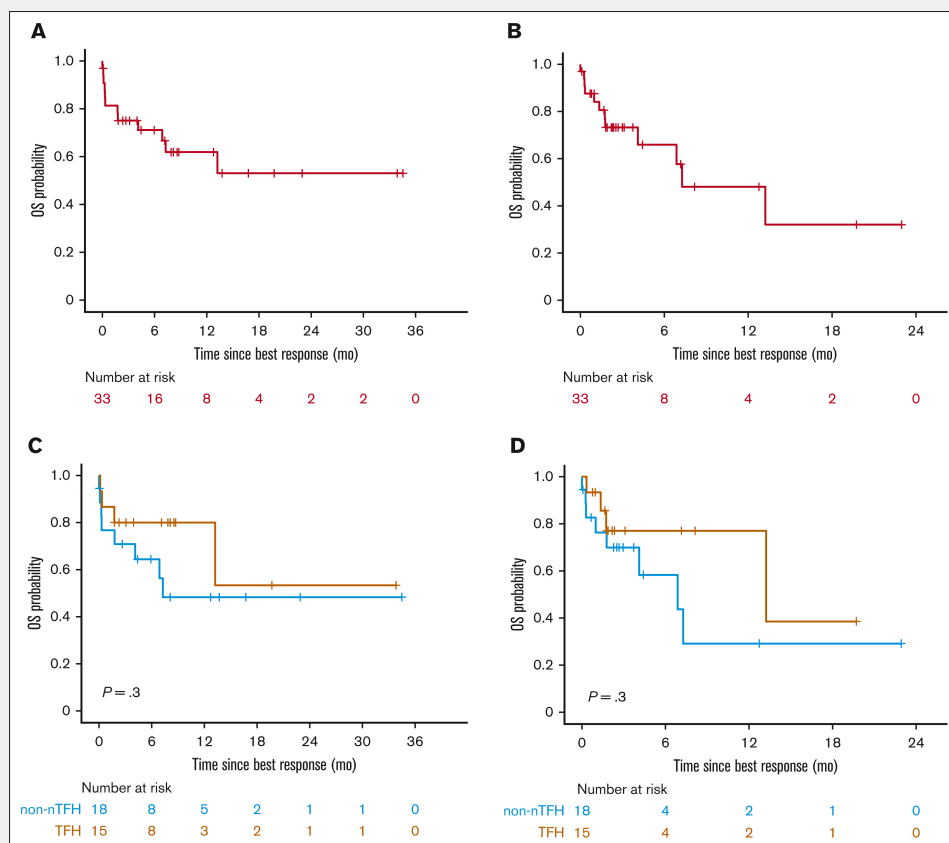 A
1.0
0.8
0.6
0.4
0.2
0
OS probability
0 6 12 18 24 30 36
Time since best response (mo)
Number at risk
33 16 8 4 2 2 0
B
1.0
0.8
0.6
0.4
0.2
0
OS probability
0 6 12 18 24
Time since best response (mo)
Number at risk
33 8 4 2 0
C
1.0
0.8
0.6
0.4
0.2
0
OS probability
P = .3
0 6 12 18 24 30 36
Time since best response (mo)
Number at risk
non-nTFH 18 8 5 2 1 1 0
TFH 15 8 3 2 1 1 0
D
1.0
0.8
0.6
0.4
0.2
0
OS probability
P = .3
0 6 12 18 24
Time since best response (mo)
Number at risk
non-nTFH 18 4 2 1 0
TFH 15 4 2 1 0